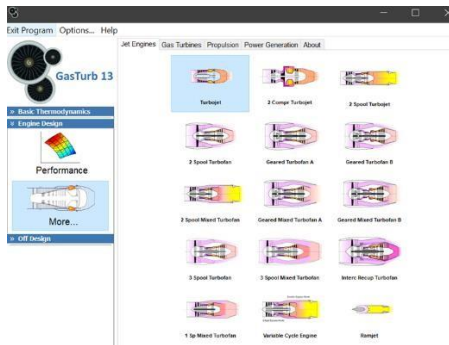 Exit Program Options... Help
GasTurb 13
» Basic Thermodynamics
Engine Design
Performance
More...
» Off Design
Jet Engines Gas Turbines Propulsion Power Generation About
Turbojet
2 Compr Turbojet
2 Spool Turbojet
2 Spool Turbofan
Geared Turbofan A
Geared Turbofan B
2 Spool Mixed Turbofan
Geared Mixed Turbofan A
Geared Mixed Turbofan B
3 Spool Turbofan
3 Spool Mixed Turbofan
Interc Recup Turbofan
1 Sp Mixed Turbofan
Variable Cycle Engine
Ramjet